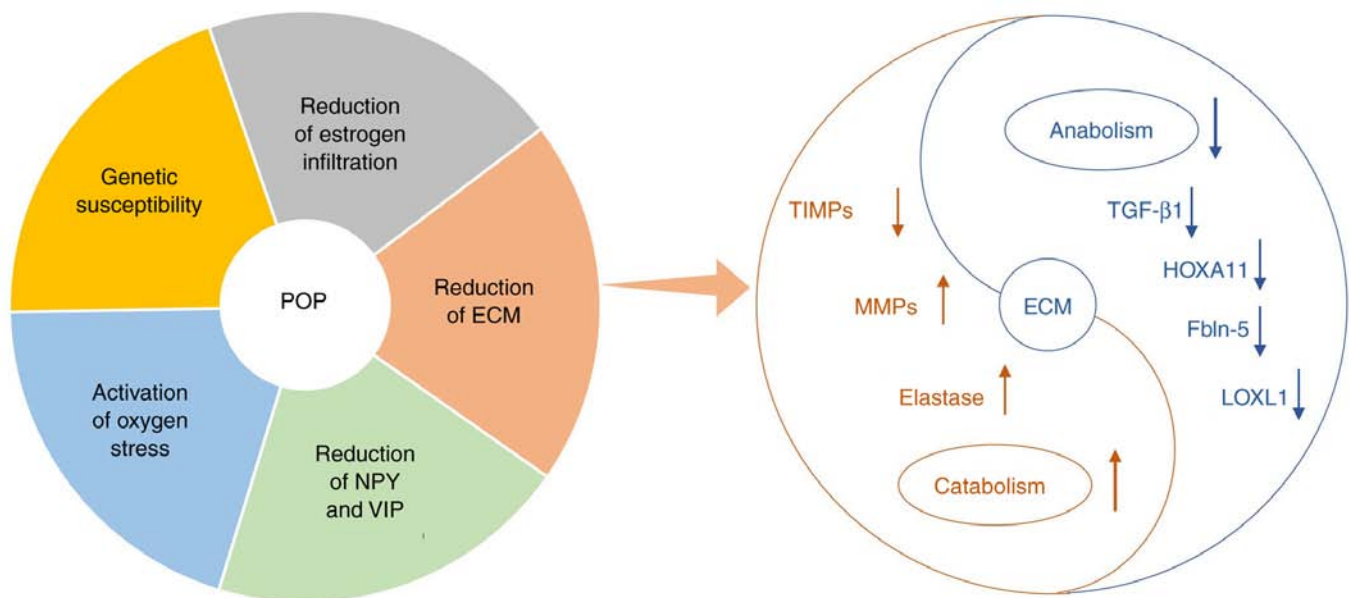 Reduction
of estrogen
infiltration
Genetic
susceptibility
POP
Reduction
of ECM
Activation
of oxygen
stress
Reduction
of NPY
and VIP
Anabolism
TIMPs
TGF-β1
HOXA11
MMPs
ECM
Fbln-5
Elastase
LOXL1
Catabolism